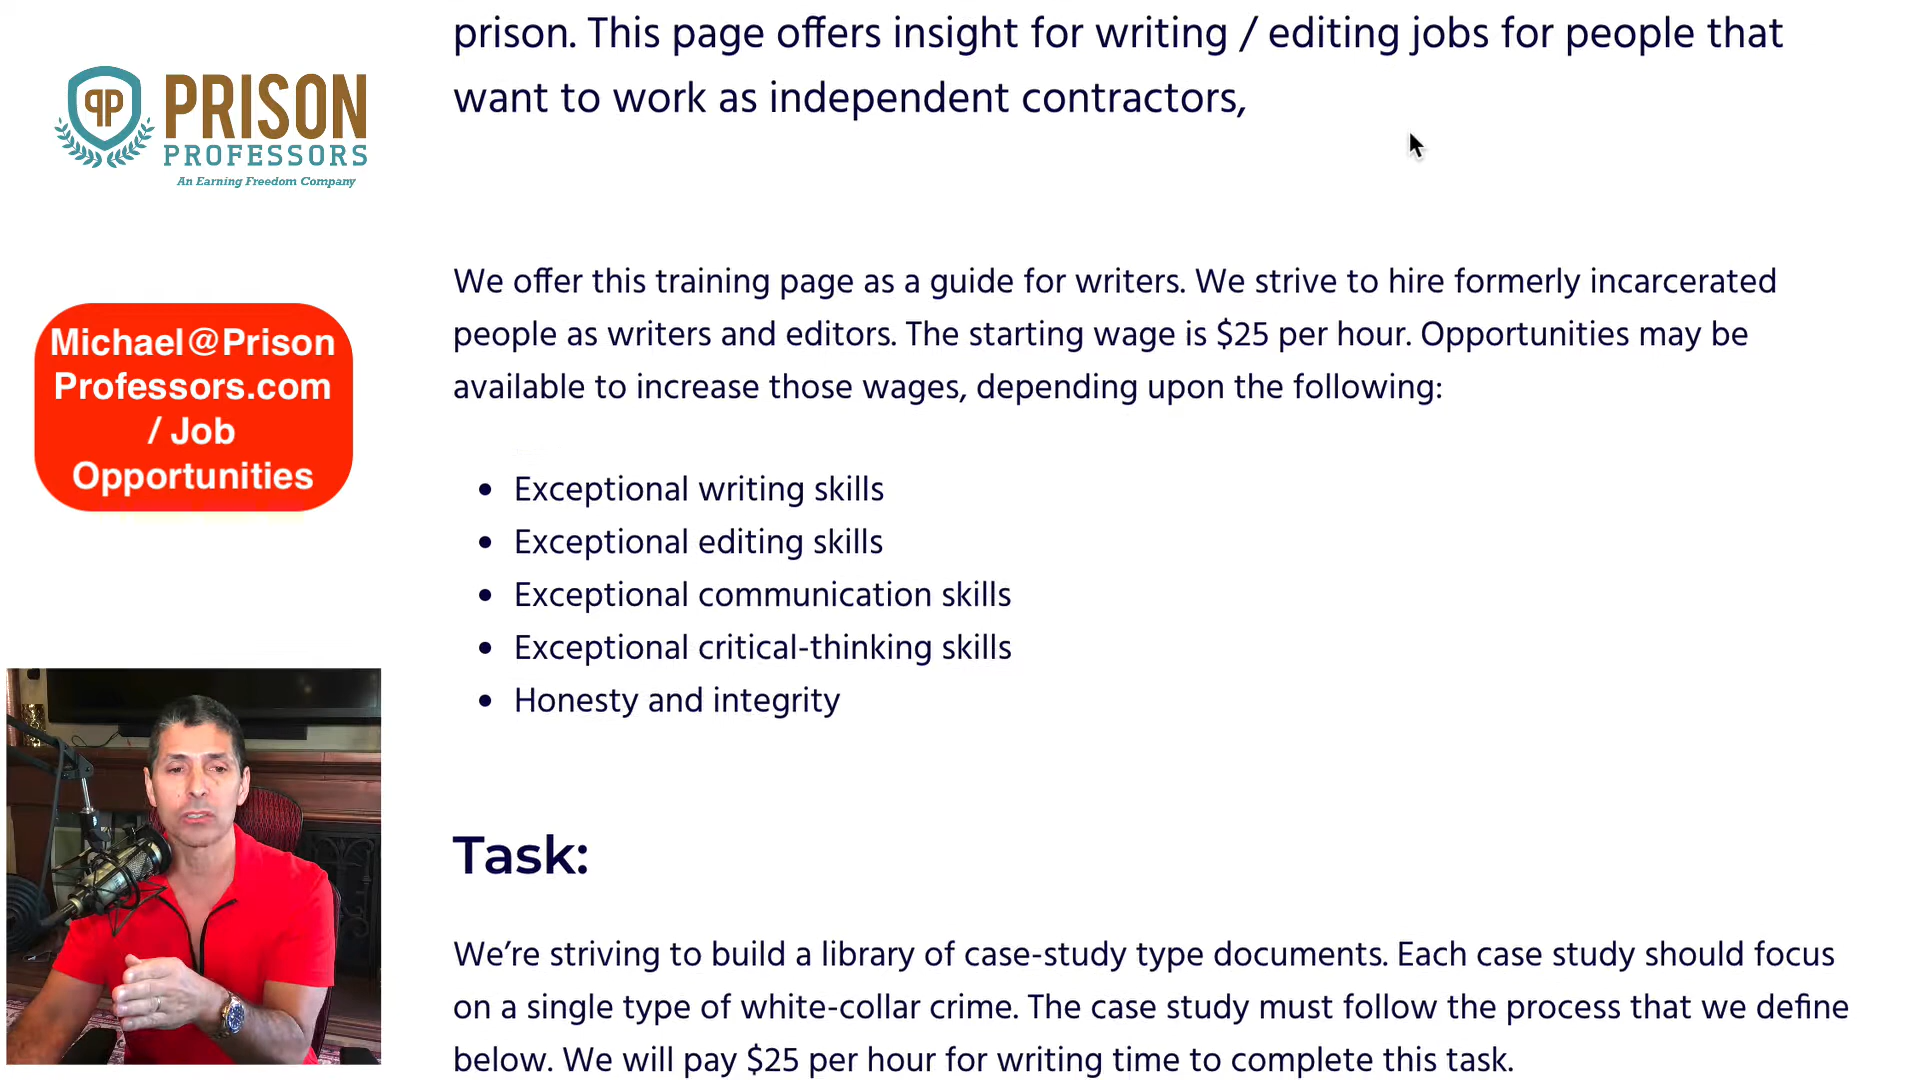 PP
PRISON
PROFESSORS
An Earning Freedom Company
Michael@Prison
Professors.com
/ Job
Opportunities
prison. This page offers insight for writing / editing jobs for people that
want to work as independent contractors,
We offer this training page as a guide for writers. We strive to hire formerly incarcerated
people as writers and editors. The starting wage is $25 per hour. Opportunities may be
available to increase those wages, depending upon the following:
• Exceptional writing skills
• Exceptional editing skills
• Exceptional communication skills
• Exceptional critical-thinking skills
• Honesty and integrity
Task:
We’re striving to build a library of case-study type documents. Each case study should focus
on a single type of white-collar crime. The case study must follow the process that we define
below. We will pay $25 per hour for writing time to complete this task.